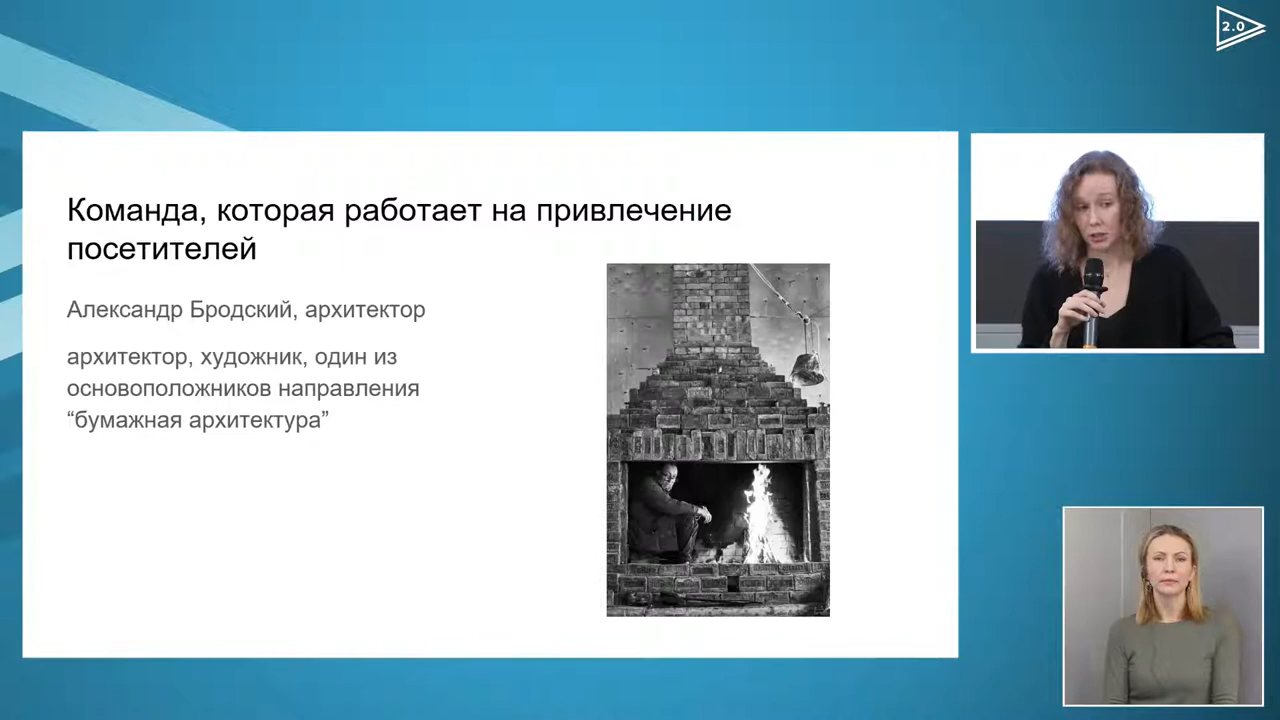 2.0
Команда, которая работает на привлечение
посетителей
Александр Бродский, архитектор
архитектор, художник, один из
основоположников направления
“бумажная архитектура”